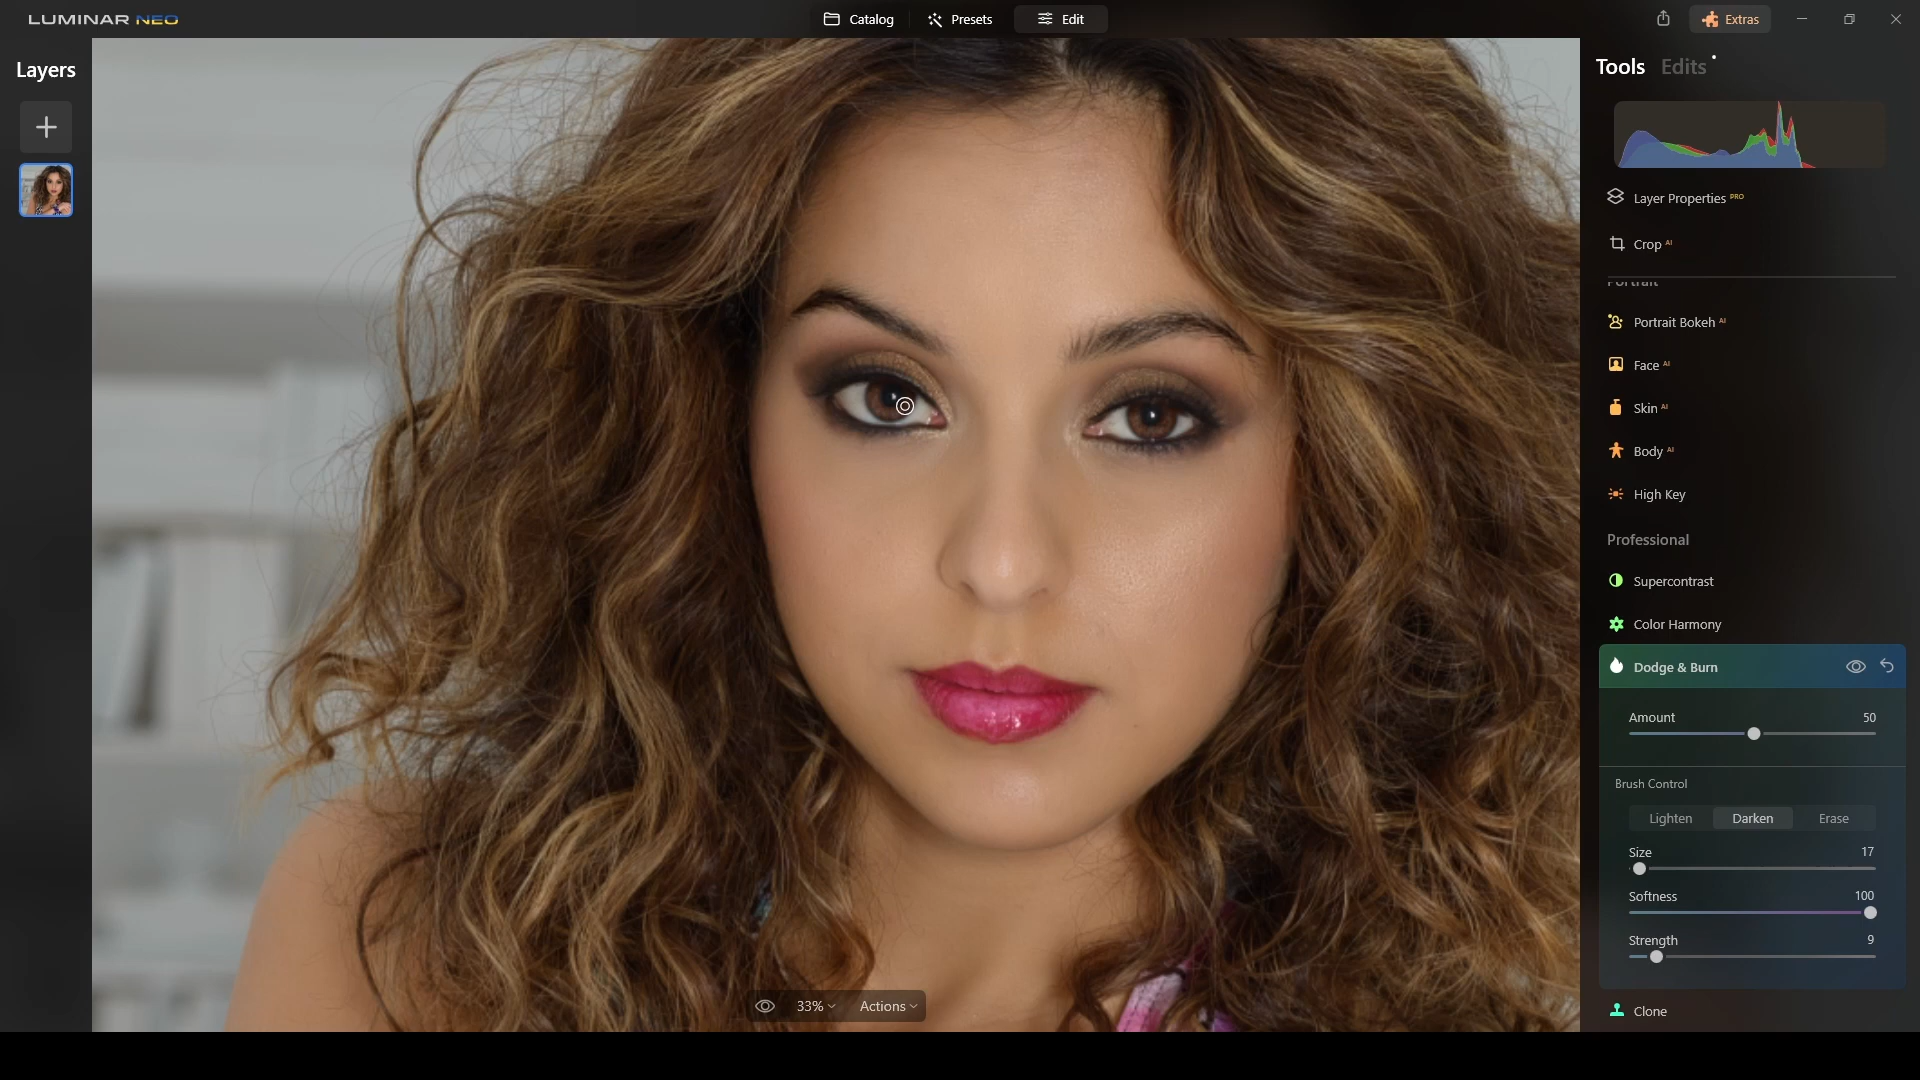 LUMINAR NEO
Catalog
Presets
Edit
Extras
Layers
Tools
Edits
Layer Properties PRO
Crop AI
Portrait
Portrait Bokeh AI
Face AI
Skin AI
Body AI
High Key
Professional
Supercontrast
Color Harmony
Dodge & Burn
Amount 50
Brush Control
Lighten Darken Erase
Size 17
Softness 100
Strength 9
Clone
33%
Actions